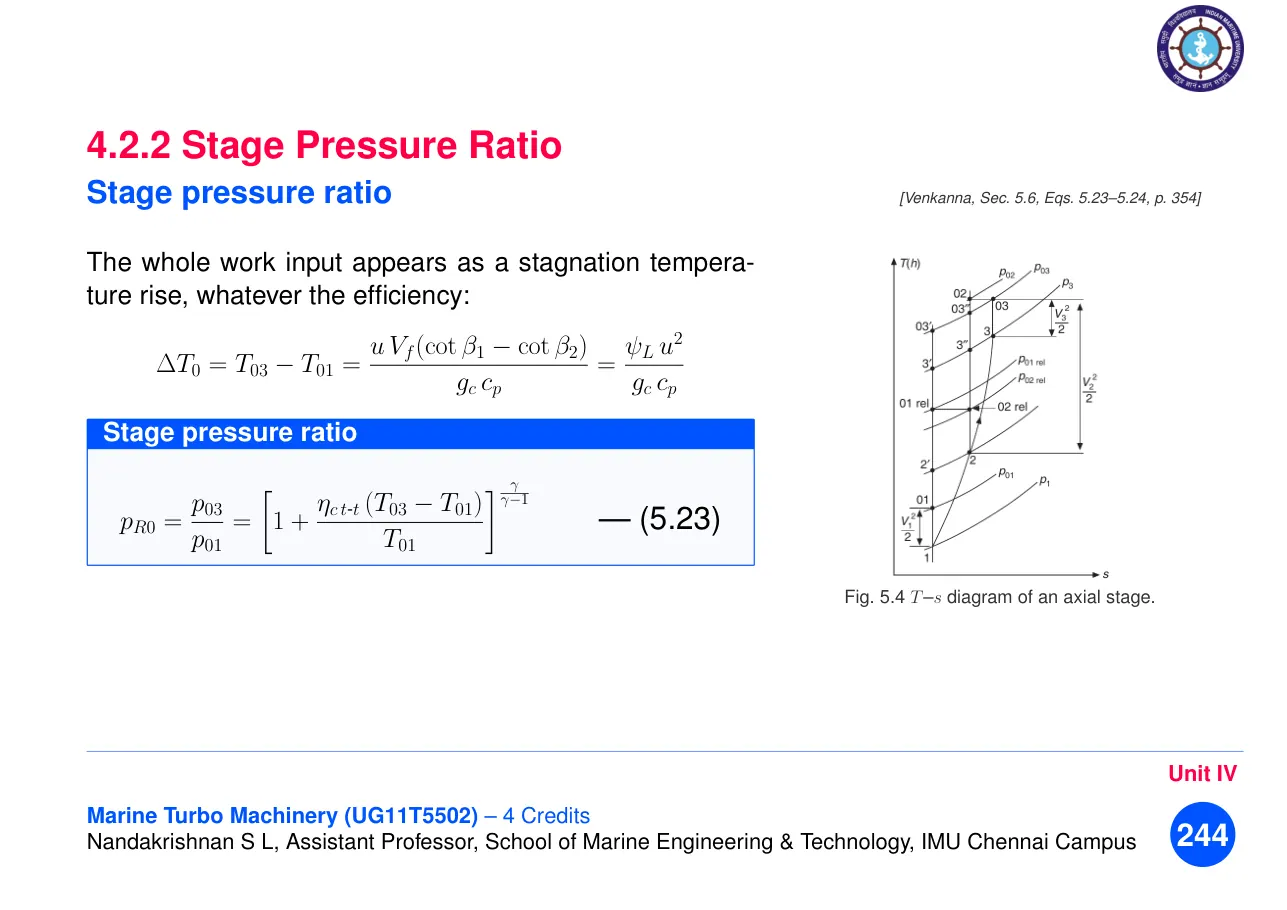 INDIAN MARITIME UNIVERSITY
4.2.2 Stage Pressure Ratio
Stage pressure ratio
[Venkanna, Sec. 5.6, Eqs. 5.23–5.24, p. 354]
The whole work input appears as a stagnation tempera-
ture rise, whatever the efficiency:
ΔT₀ = T₀₃ − T₀₁ = u V_f(cot β₁ − cot β₂) / g_c c_p = ψ_L u² / g_c c_p
Stage pressure ratio
p_R0 = p₀₃ / p₀₁ = [1 + η_c t-t (T₀₃ − T₀₁) / T₀₁]^(γ/(γ−1)) — (5.23)
T(h)
p₀₂
p₀₃
p₃
02
03
03″
03′
3
3″
3′
V₃²/2
p₀₁ rel
p₀₂ rel
V₂²/2
01 rel
02 rel
2
2′
p₀₁
p₁
01
V₁²/2
1
s
Fig. 5.4 T–s diagram of an axial stage.
Unit IV
Marine Turbo Machinery (UG11T5502) – 4 Credits
Nandakrishnan S L, Assistant Professor, School of Marine Engineering & Technology, IMU Chennai Campus
244